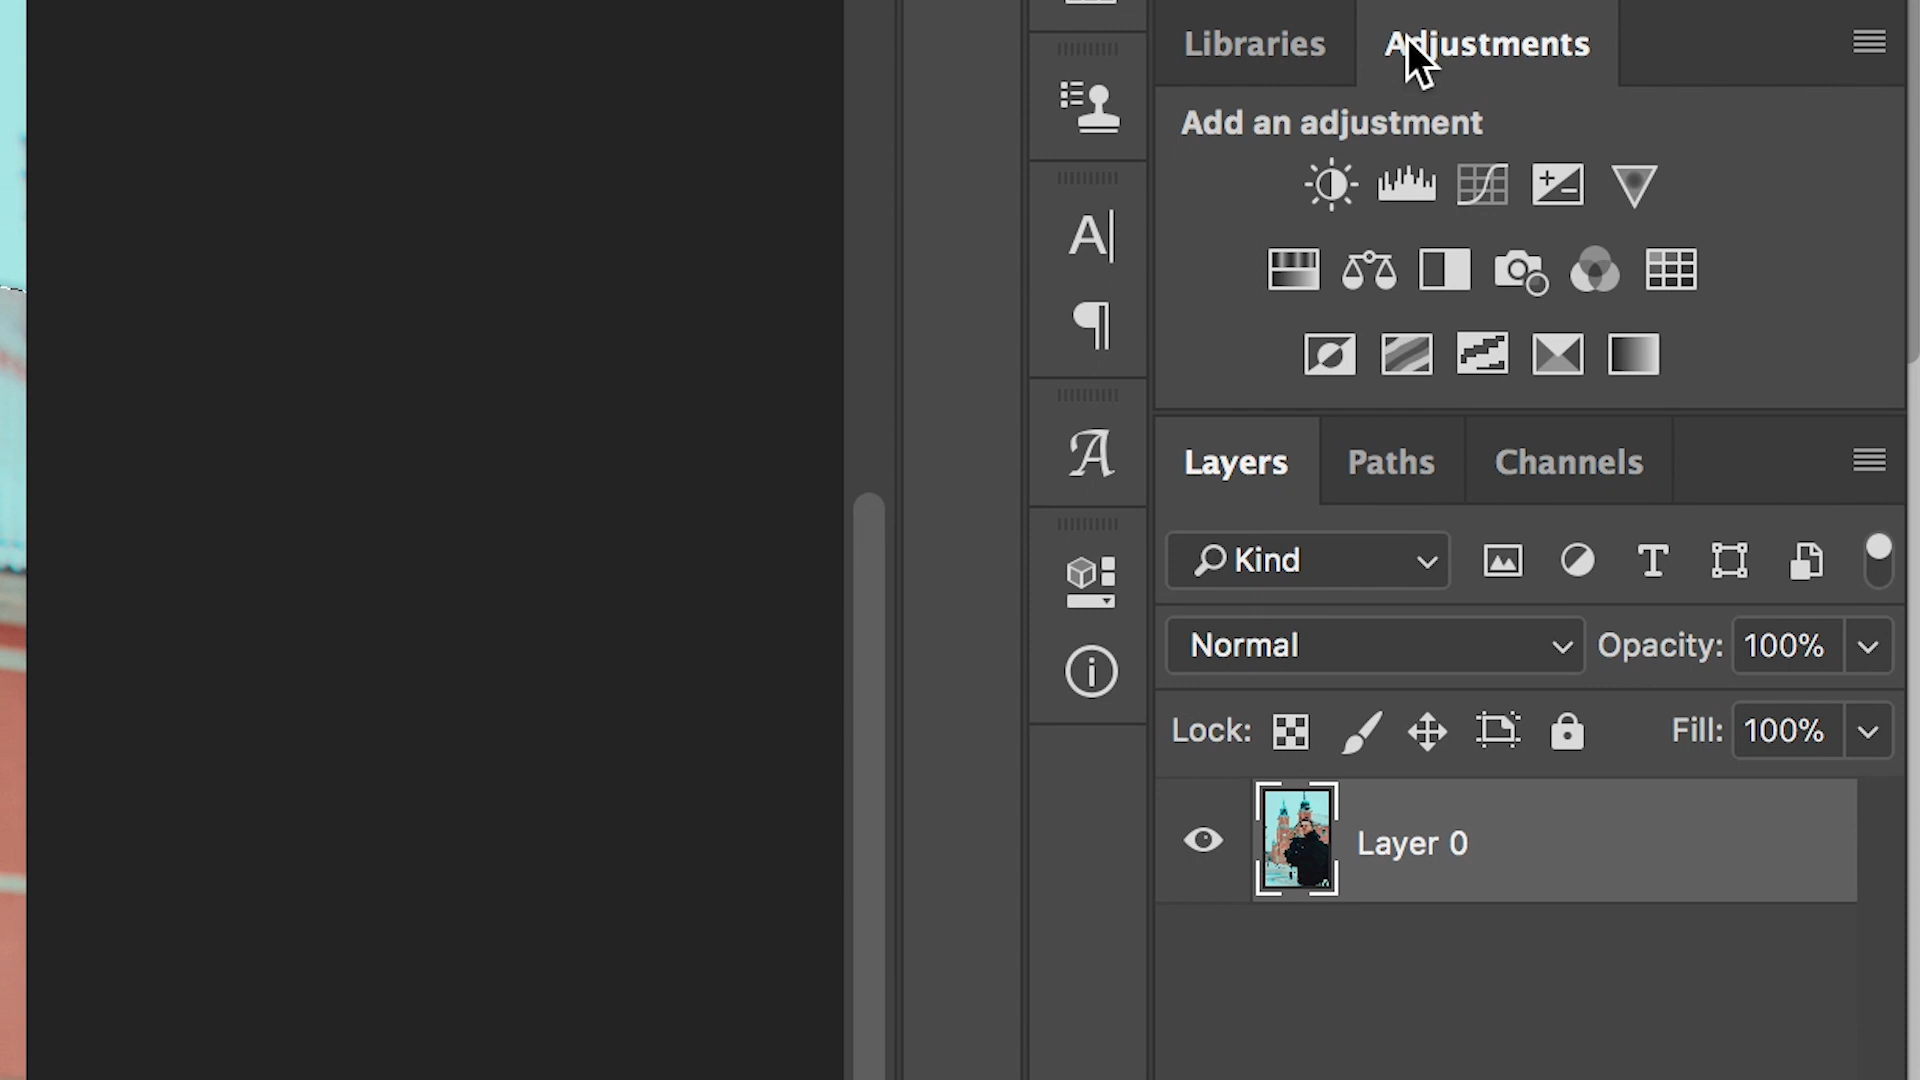 Libraries
Adjustments
Add an adjustment
Layers
Paths
Channels
Kind
Normal
Opacity: 100%
Lock:
Fill: 100%
Layer 0